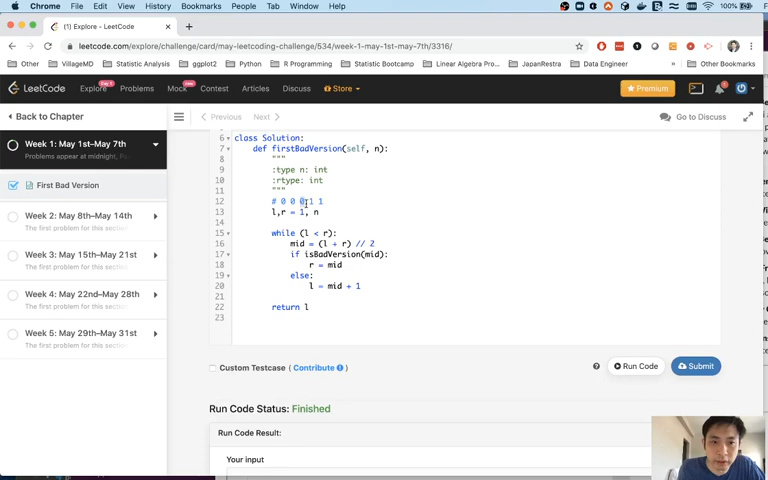 Chrome File Edit View History Bookmarks People Tab Window Help 100%
(1) Explore - LeetCode
leetcode.com/explore/challenge/card/may-leetcoding-challenge/534/week-1-may-1st-may-7th/3316/
Other VillageMD Statistic Analysis ggplot2 Python R Programming Statistic Bootcamp Linear Algebra Pro... JapanRestra Data Engineer Other Bookmarks
LeetCode Explore Problems Mock Contest Articles Discuss Store Premium
Back to Chapter
Previous Next Go to Discuss
Week 1: May 1st–May 7th
Problems appear at midnight, Pa
First Bad Version
Week 2: May 8th–May 14th
The first problem for this section
Week 3: May 15th–May 21st
The first problem for this section
Week 4: May 22nd–May 28th
The first problem for this section
Week 5: May 29th–May 31st
The first problem for this section
6 class Solution:
7 def firstBadVersion(self, n):
8 """
9 :type n: int
10 :rtype: int
11 """
12 # 0 0 0 1 1
13 l,r = 1, n
14
15 while (l < r):
16 mid = (l + r) // 2
17 if isBadVersion(mid):
18 r = mid
19 else:
20 l = mid + 1
21
22 return l
23
Custom Testcase ( Contribute )
Run Code Submit
Run Code Status: Finished
Run Code Result:
Your input